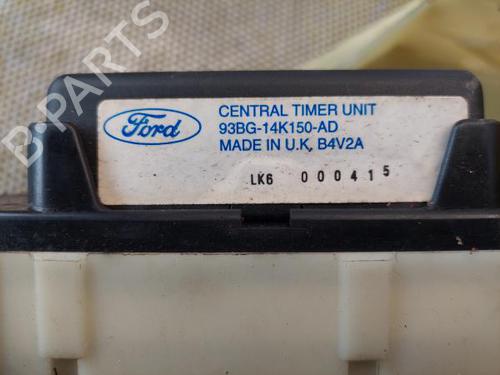 B-PARTS
Ford
CENTRAL TIMER UNIT
93BG-14K150-AD
MADE IN U.K, B4V2A
LK6 000415